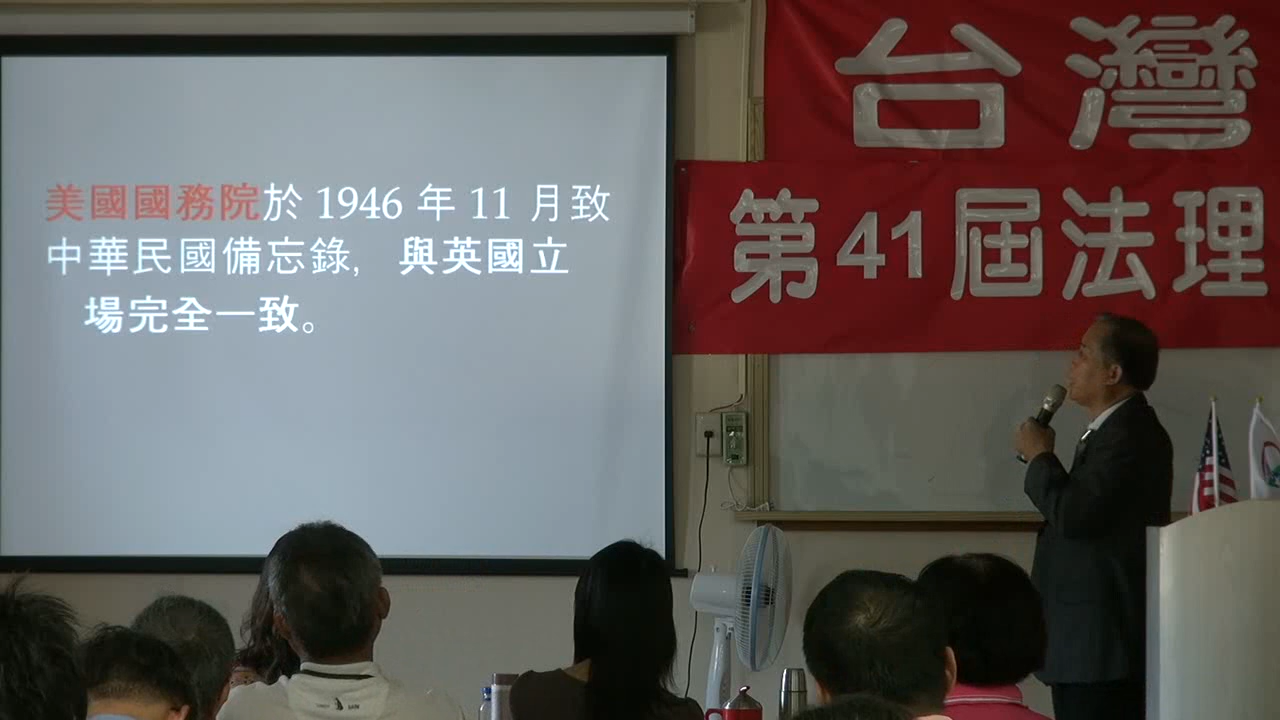 美國國務院於 1946 年 11 月致
中華民國備忘錄, 與英國立
場完全一致。
台灣
第41屆法理